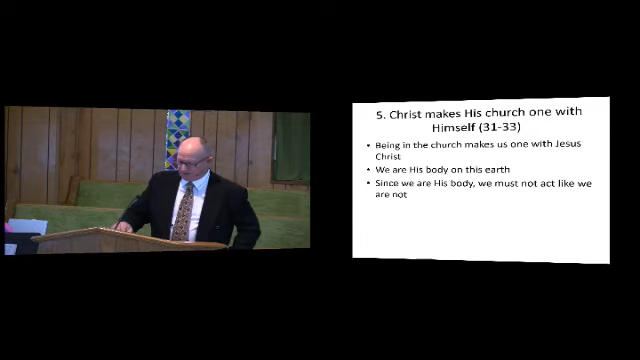 5. Christ makes His church one with
Himself (31-33)
• Being in the church makes us one with Jesus
Christ
• We are His body on this earth
• Since we are His body, we must not act like we
are not